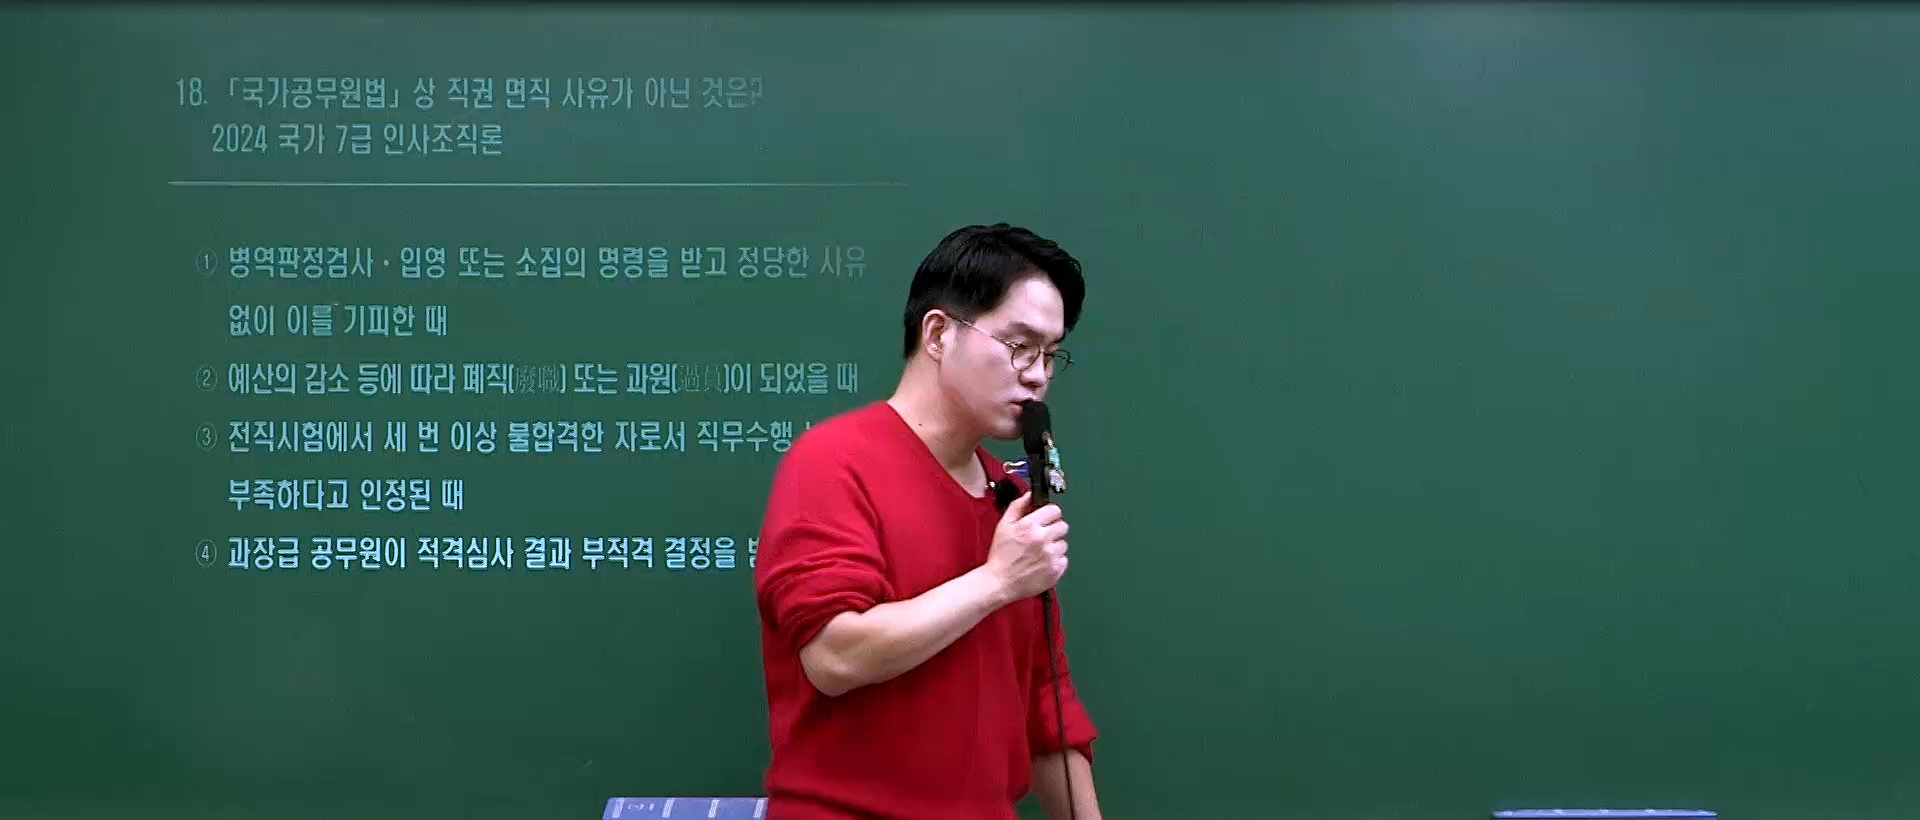 18. 「국가공무원법」 상 직권 면직 사유가 아닌 것은?
2024 국가 7급 인사조직론
① 병역판정검사·입영 또는 소집의 명령을 받고 정당한 사유
없이 이를 기피한 때
② 예산의 감소 등에 따라 폐직(廢職) 또는 과원(過員)이 되었을 때
③ 전직시험에서 세 번 이상 불합격한 자로서 직무수행
부족하다고 인정된 때
④ 과장급 공무원이 적격심사 결과 부적격 결정을